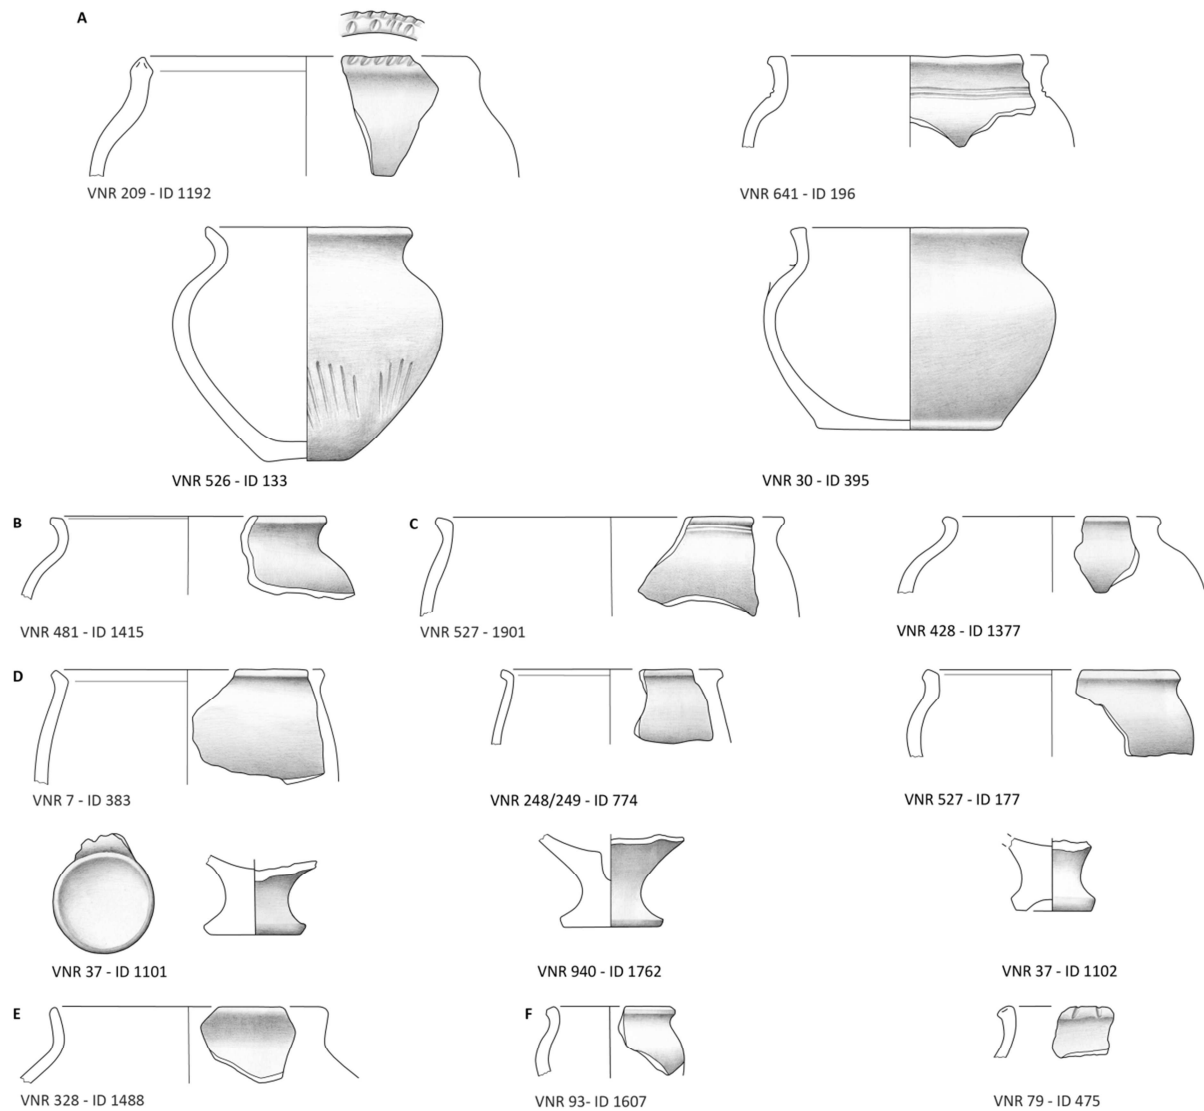 A
VNR 209 - ID 1192
VNR 641 - ID 196
VNR 526 - ID 133
VNR 30 - ID 395
B
C
VNR 481 - ID 1415
VNR 527 - 1901
VNR 428 - ID 1377
D
VNR 7 - ID 383
VNR 248/249 - ID 774
VNR 527 - ID 177
VNR 37 - ID 1101
VNR 940 - ID 1762
VNR 37 - ID 1102
E
F
VNR 328 - ID 1488
VNR 93- ID 1607
VNR 79 - ID 475